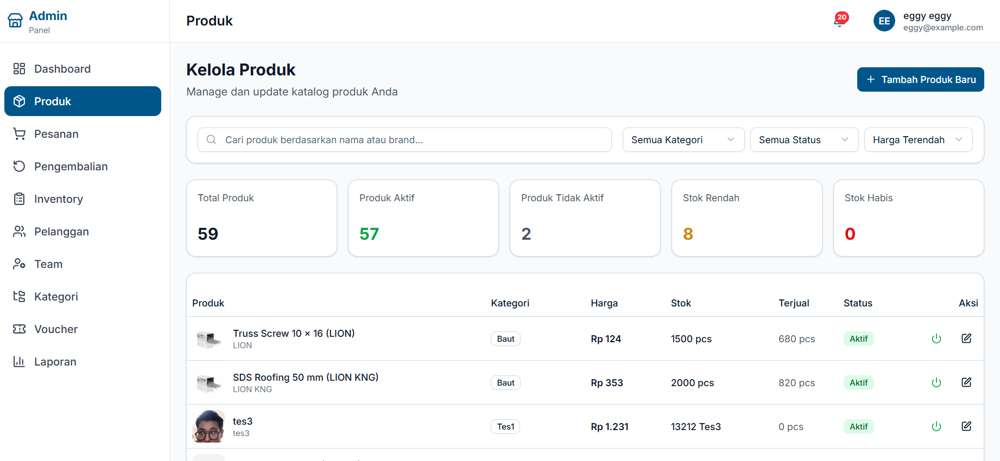 Admin
Panel
Produk
20
EE
eggy eggy
eggy@example.com
Dashboard
Produk
Pesanan
Pengembalian
Inventory
Pelanggan
Team
Kategori
Voucher
Laporan
Kelola Produk
Manage dan update katalog produk Anda
Tambah Produk Baru
Cari produk berdasarkan nama atau brand...
Semua Kategori
Semua Status
Harga Terendah
Total Produk
59
Produk Aktif
57
Produk Tidak Aktif
2
Stok Rendah
8
Stok Habis
0
Produk Kategori Harga Stok Terjual Status Aksi
Truss Screw 10 × 16 (LION)
LION
Baut
Rp 124
1500 pcs
680 pcs
Aktif
SDS Roofing 50 mm (LION KNG)
LION KNG
Baut
Rp 353
2000 pcs
820 pcs
Aktif
tes3
tes3
Tes1
Rp 1.231
13212 Tes3
0 pcs
Aktif